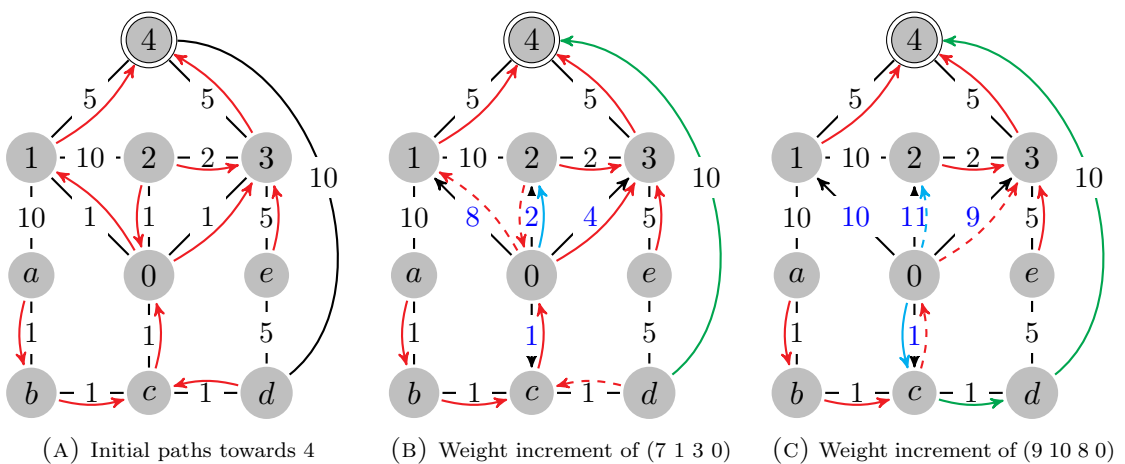 4 4 4
5 5 5 5 5 5
1 10 2 2 3 10 1 10 2 2 3 10 1 10 2 2 3 10
10 1 1 1 5 10 8 2 4 5 10 10 11 9 5
a 0 e a 0 e a 0 e
1 1 5 1 1 5 1 1 5
b 1 c 1 d b 1 c 1 d b 1 c d
(A) Initial paths towards 4 (B) Weight increment of (7 1 3 0) (C) Weight increment of (9 10 8 0)